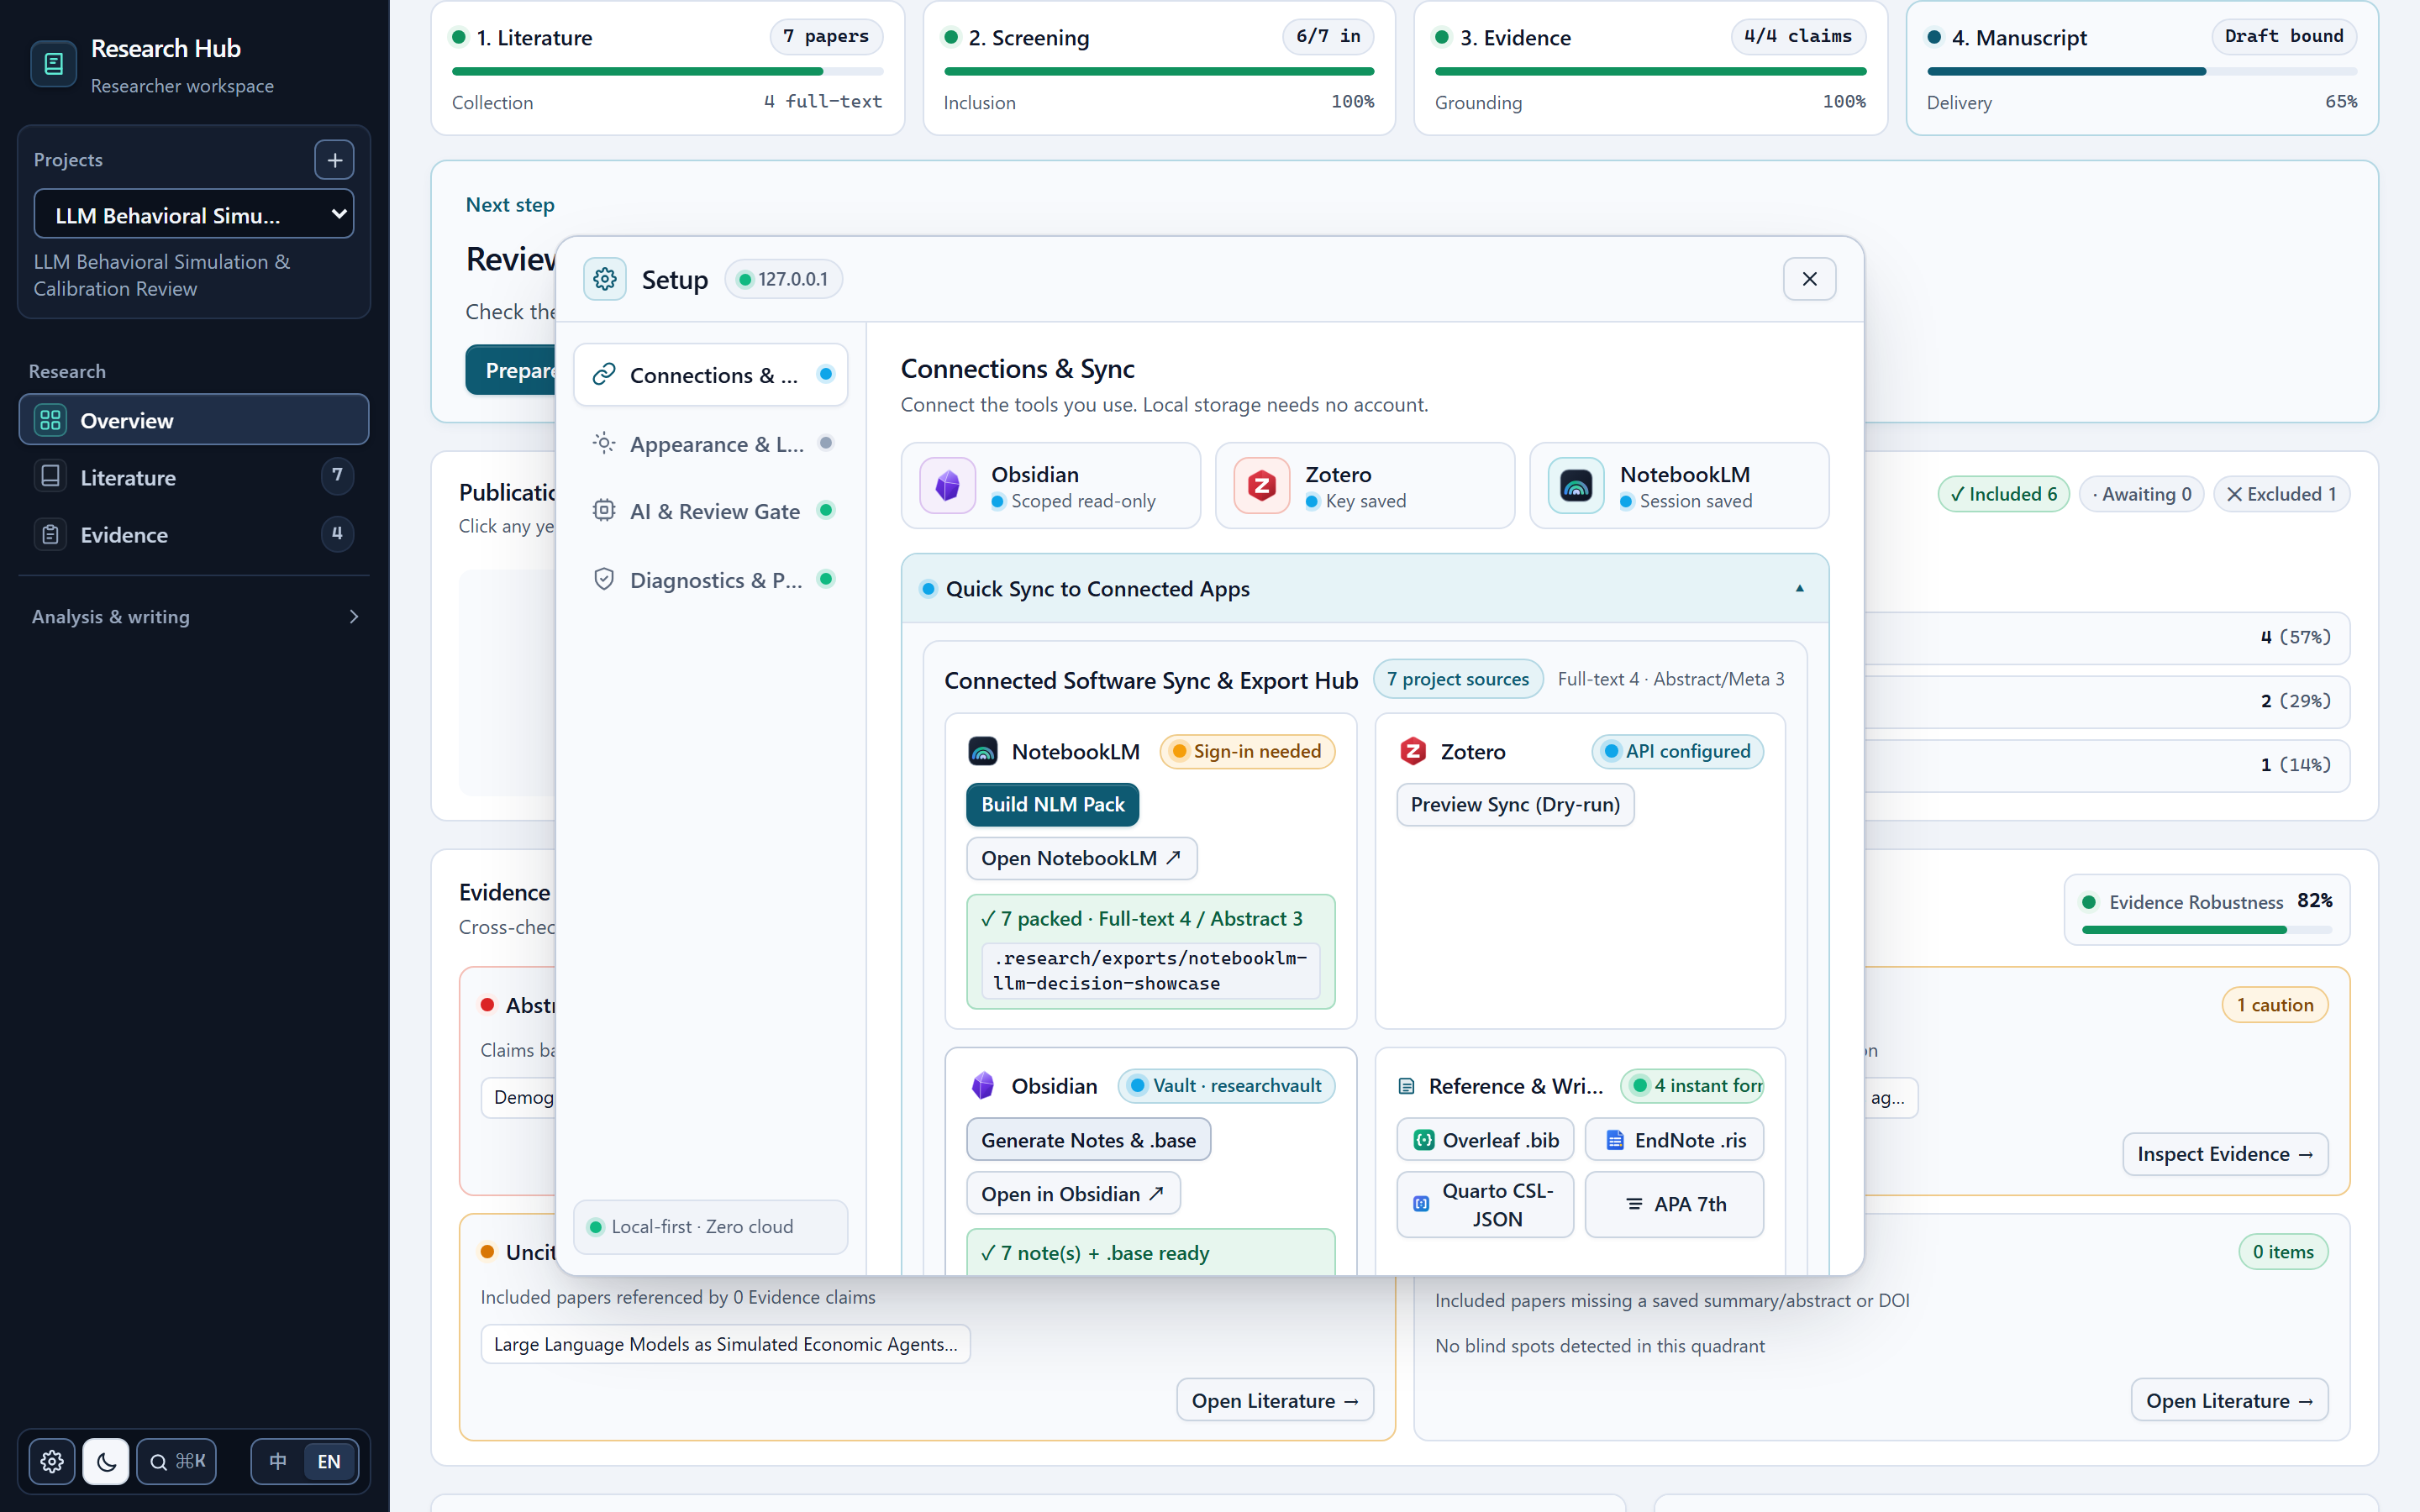 Research Hub
Researcher workspace
Projects
+
LLM Behavioral Simu...
LLM Behavioral Simulation &
Calibration Review
Research
Overview
Literature 7
Evidence 4
Analysis & writing
⌘K
中 EN
1. Literature 7 papers
Collection 4 full-text
2. Screening 6/7 in
Inclusion 100%
3. Evidence 4/4 claims
Grounding 100%
4. Manuscript Draft bound
Delivery 65%
Next step
Review
Check the
Prepare
Publicatio
Click any ye
✓ Included 6 · Awaiting 0 ✕ Excluded 1
4 (57%)
2 (29%)
1 (14%)
Evidence
Cross-chec
Evidence Robustness 82%
Abstr
Claims ba
Demog
1 caution
on
ag...
Inspect Evidence →
Uncit
Included papers referenced by 0 Evidence claims
Large Language Models as Simulated Economic Agents...
Open Literature →
0 items
Included papers missing a saved summary/abstract or DOI
No blind spots detected in this quadrant
Open Literature →
Setup 127.0.0.1
Connections & ...
Appearance & L...
AI & Review Gate
Diagnostics & P...
Local-first · Zero cloud
Connections & Sync
Connect the tools you use. Local storage needs no account.
Obsidian
Scoped read-only
Zotero
Key saved
NotebookLM
Session saved
Quick Sync to Connected Apps
Connected Software Sync & Export Hub 7 project sources Full-text 4 · Abstract/Meta 3
NotebookLM Sign-in needed
Build NLM Pack
Open NotebookLM ↗
✓ 7 packed · Full-text 4 / Abstract 3
.research/exports/notebooklm-
llm-decision-showcase
Zotero API configured
Preview Sync (Dry-run)
Obsidian Vault · researchvault
Generate Notes & .base
Open in Obsidian ↗
✓ 7 note(s) + .base ready
Reference & Wri... 4 instant for
Overleaf .bib EndNote .ris
Quarto CSL-
JSON
APA 7th